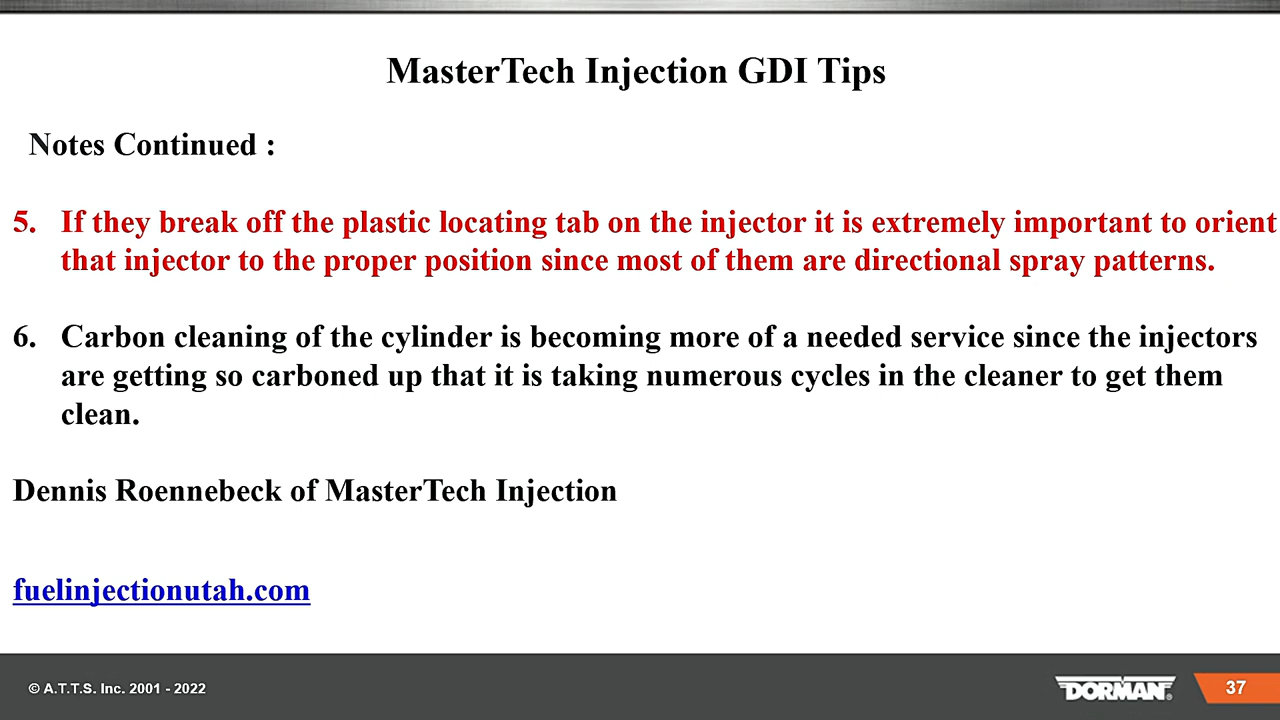 MasterTech Injection GDI Tips
Notes Continued :
5. If they break off the plastic locating tab on the injector it is extremely important to orient
that injector to the proper position since most of them are directional spray patterns.
6. Carbon cleaning of the cylinder is becoming more of a needed service since the injectors
are getting so carboned up that it is taking numerous cycles in the cleaner to get them
clean.
Dennis Roennebeck of MasterTech Injection
fuelinjectionutah.com
© A.T.T.S. Inc. 2001 - 2022
DORMAN®
37